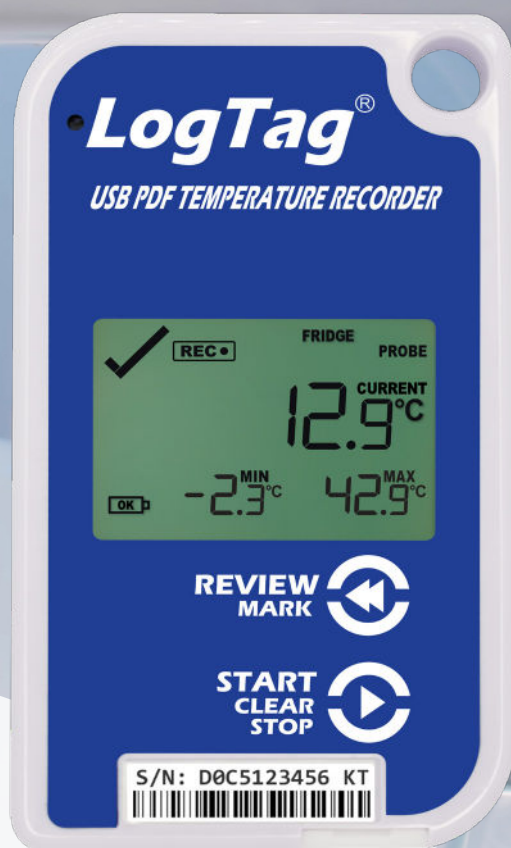 LogTag®
USB PDF TEMPERATURE RECORDER
REC
FRIDGE
PROBE
CURRENT
12.9°C
MIN
-2.3°C
MAX
42.9°C
OK
REVIEW
MARK
START
CLEAR
STOP
S/N: D0C5123456 KT